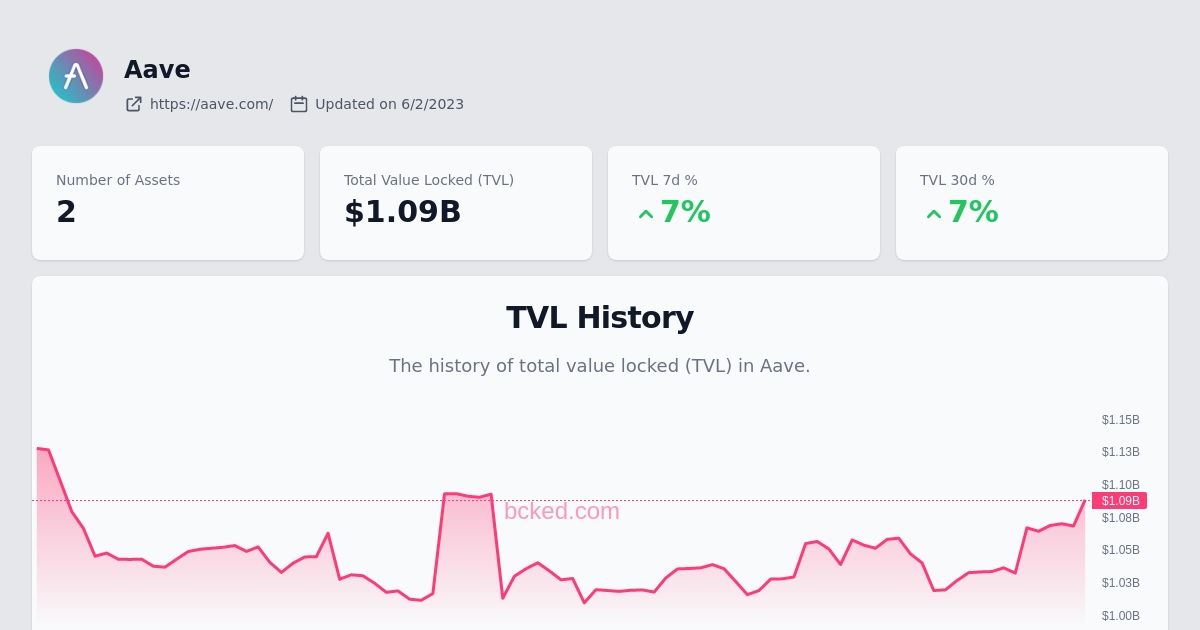 Aave
https://aave.com/ Updated on 6/2/2023
Number of Assets
2
Total Value Locked (TVL)
$1.09B
TVL 7d %
7%
TVL 30d %
7%
TVL History
The history of total value locked (TVL) in Aave.
$1.15B
$1.13B
$1.10B
$1.09B
bcked.com
$1.08B
$1.05B
$1.03B
$1.00B